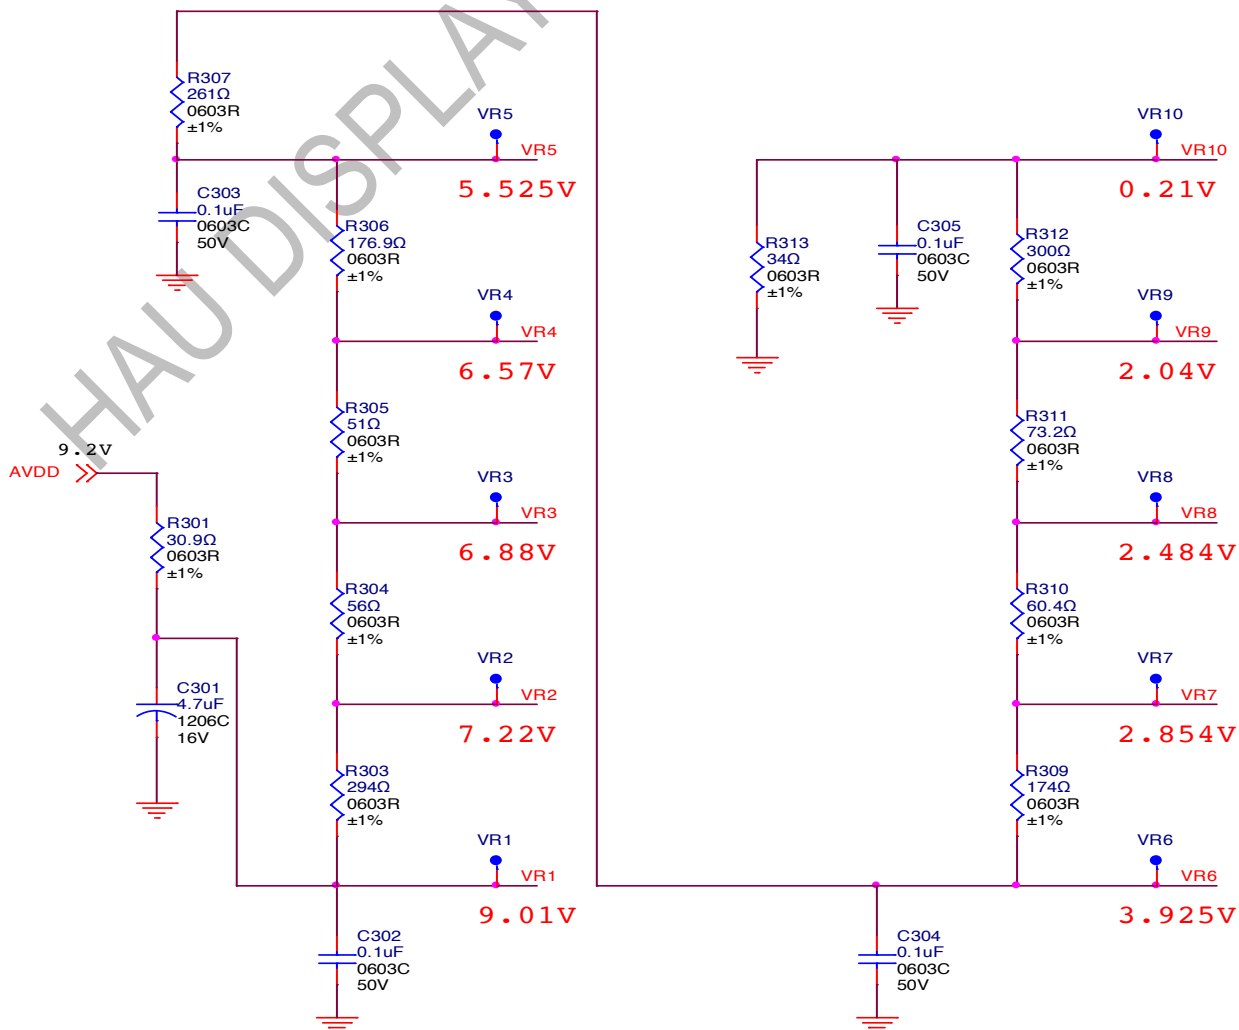 HAU DISPLAY
R307
261Ω
0603R
±1%
VR5
VR5
5.525V
C303
0.1uF
0603C
50V
R306
176.9Ω
0603R
±1%
VR4
VR4
6.57V
R305
51Ω
0603R
±1%
9.2V
AVDD
VR3
VR3
6.88V
R301
30.9Ω
0603R
±1%
R304
56Ω
0603R
±1%
VR2
VR2
7.22V
C301
4.7uF
1206C
16V
R303
294Ω
0603R
±1%
VR1
VR1
9.01V
C302
0.1uF
0603C
50V
VR10
VR10
0.21V
R313
34Ω
0603R
±1%
C305
0.1uF
0603C
50V
R312
300Ω
0603R
±1%
VR9
VR9
2.04V
R311
73.2Ω
0603R
±1%
VR8
VR8
2.484V
R310
60.4Ω
0603R
±1%
VR7
VR7
2.854V
R309
174Ω
0603R
±1%
VR6
VR6
3.925V
C304
0.1uF
0603C
50V